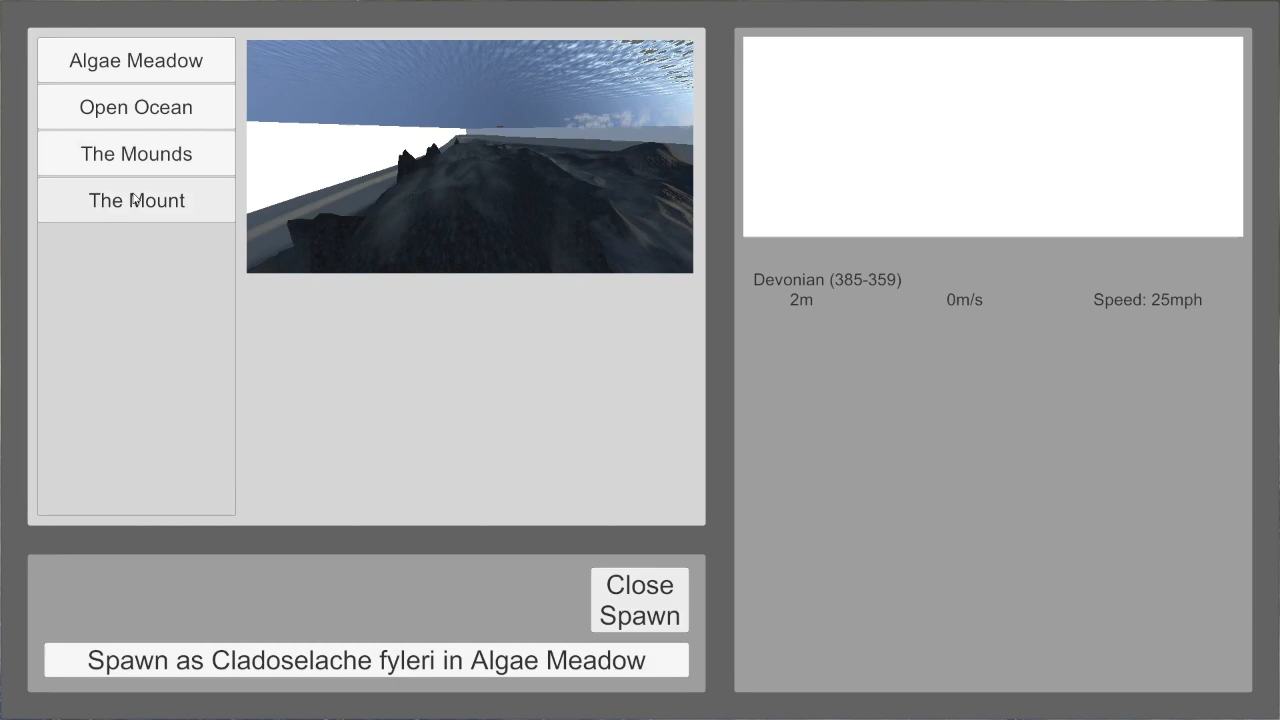 Algae Meadow
Open Ocean
The Mounds
The Mount
Devonian (385-359)
2m 0m/s Speed: 25mph
Close
Spawn
Spawn as Cladoselache fyleri in Algae Meadow